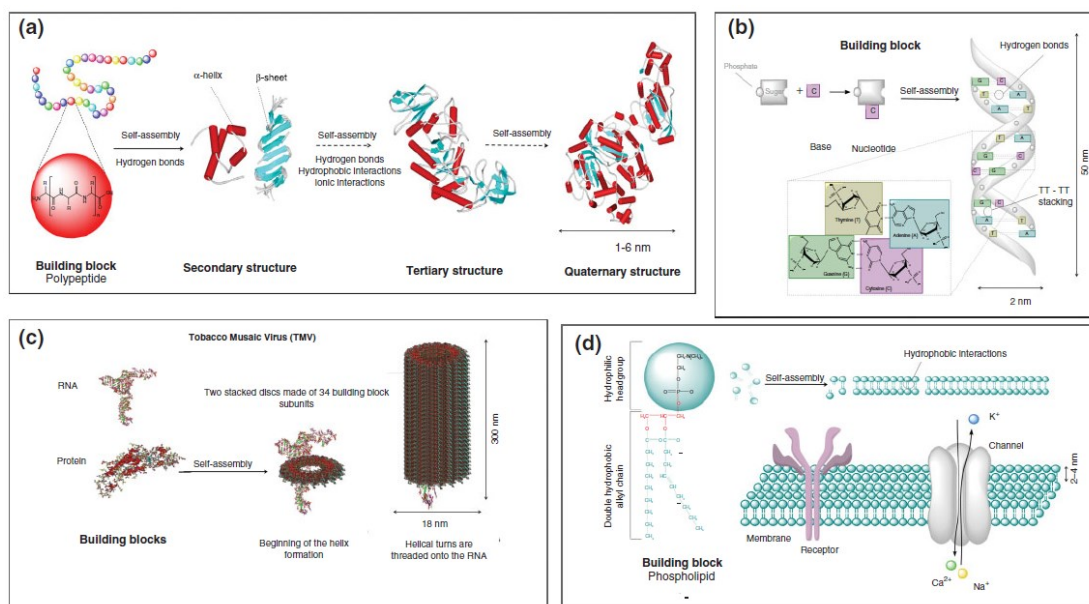 (a)
α-helix
β-sheet
Self-assembly
Hydrogen bonds
Self-assembly
Hydrogen bonds
Hydrophobic Interactions
Ionic Interactions
Self-assembly
1-6 nm
Building block
Polypeptide
Secondary structure
Tertiary structure
Quaternary structure
(b)
Building block
Hydrogen bonds
Phosphate
Sugar
+
C
C
Self-assembly
Base
Nucleotide
G
C
T
A
A
T
A
G
C
G
C
G
C
T
A
TT - TT
stacking
50 nm
2 nm
Thymine [T]
Adenine [A]
Guanine [G]
Cytosine [C]
(c)
Tobacco Musaic Virus (TMV)
RNA
Two stacked discs made of 34 building block
subunits
Protein
Self-assembly
300 nm
18 nm
Building blocks
Beginning of the helix
formation
Helical turns are
threaded onto the RNA
(d)
Hydrophilic
headgroup
Double hydrophobic
alkyl chain
Self-assembly
Hydrophobic interactions
K⁺
Channel
2–4 nm
Membrane
Receptor
Building block
Phospholipid
Ca²⁺
Na⁺